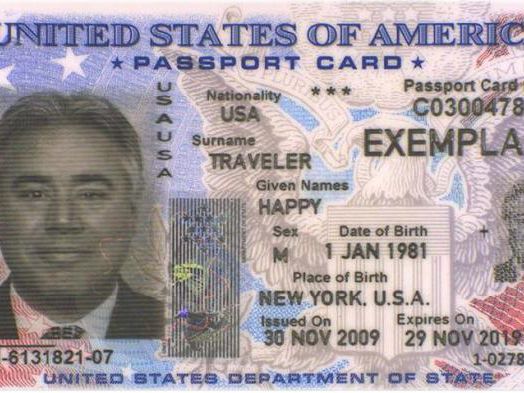 UNITED STATES OF AMERIC
★ PASSPORT CARD ★
USAUSA
Nationality *** Passport Card
USA C0300478
Surname EXEMPLA
TRAVELER
Given Names
HAPPY
Sex Date of Birth
M 1 JAN 1981
Place of Birth
NEW YORK, U.S.A.
Issued On Expires On
30 NOV 2009 29 NOV 2019
-6131821-07 1-0278
UNITED STATES DEPARTMENT OF STATE